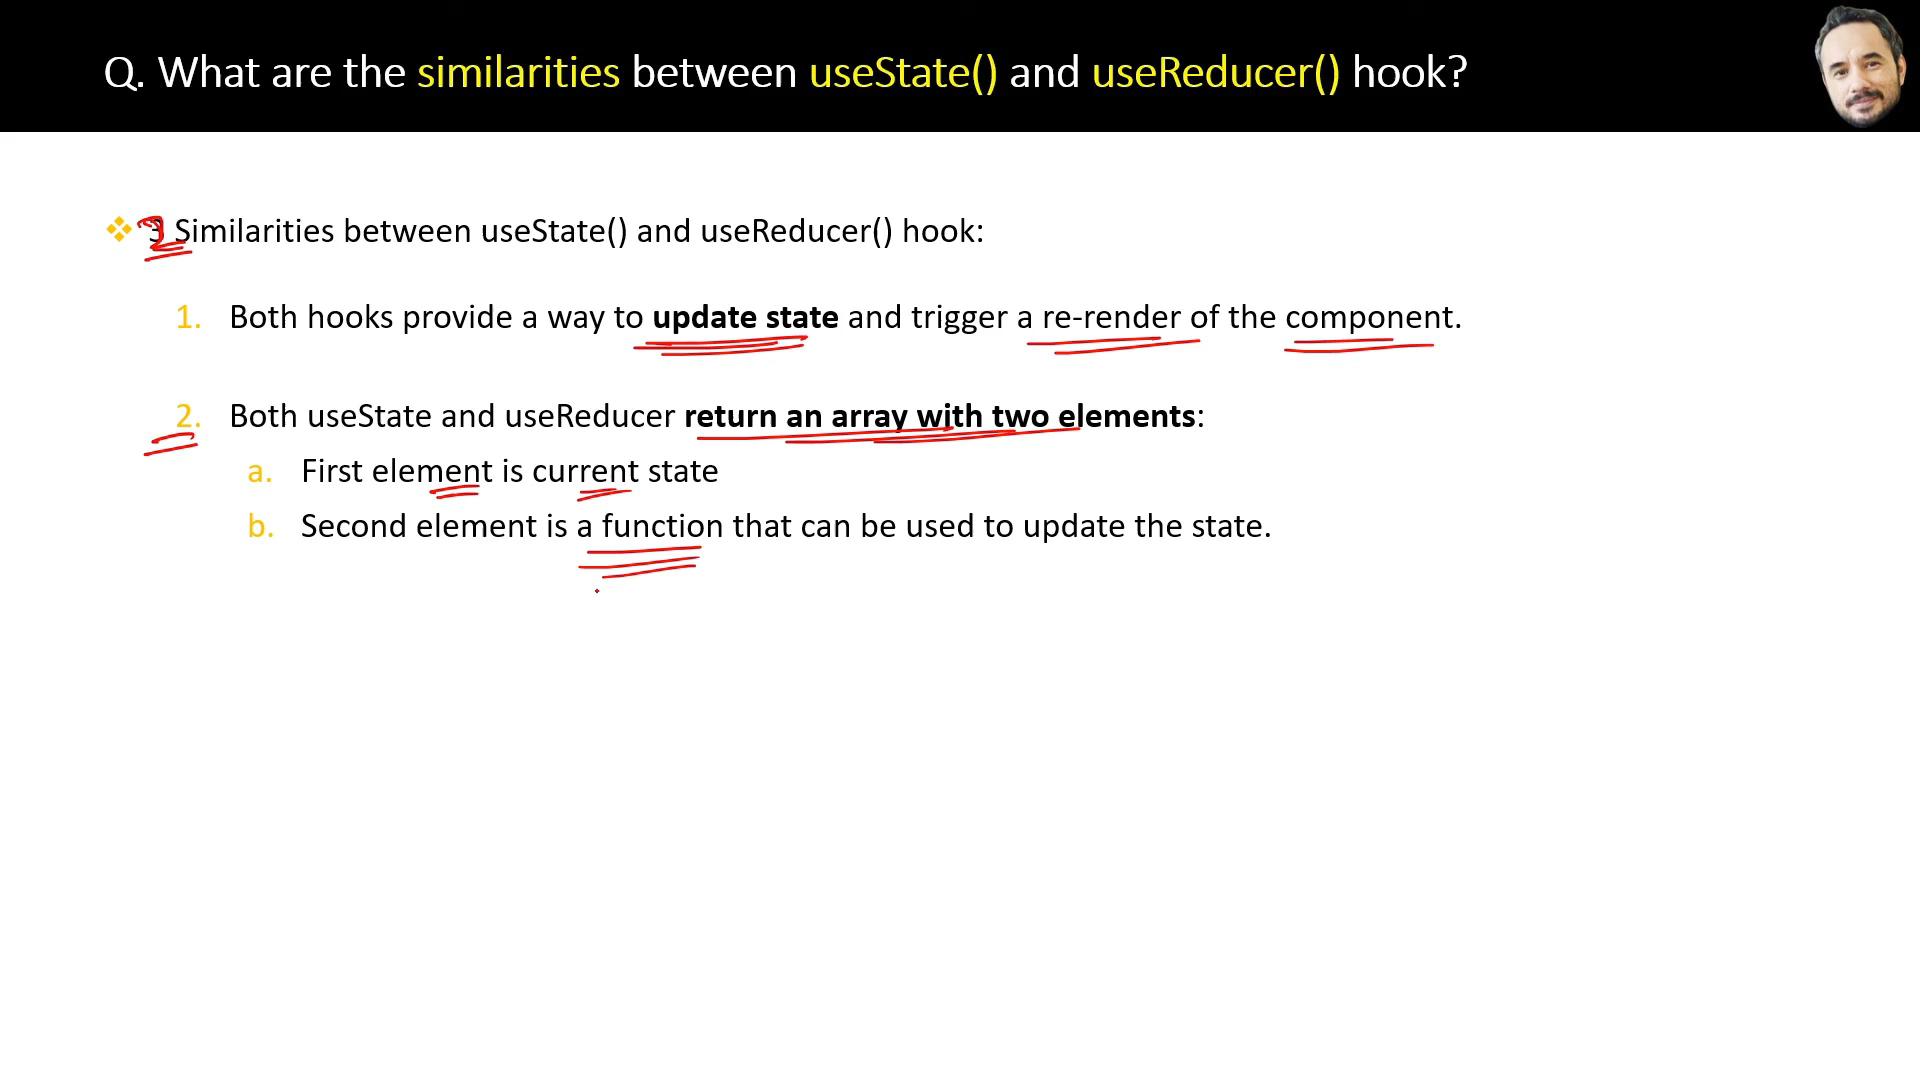 Q. What are the similarities between useState() and useReducer() hook?
2 Similarities between useState() and useReducer() hook:
1. Both hooks provide a way to update state and trigger a re-render of the component.
2. Both useState and useReducer return an array with two elements:
a. First element is current state
b. Second element is a function that can be used to update the state.